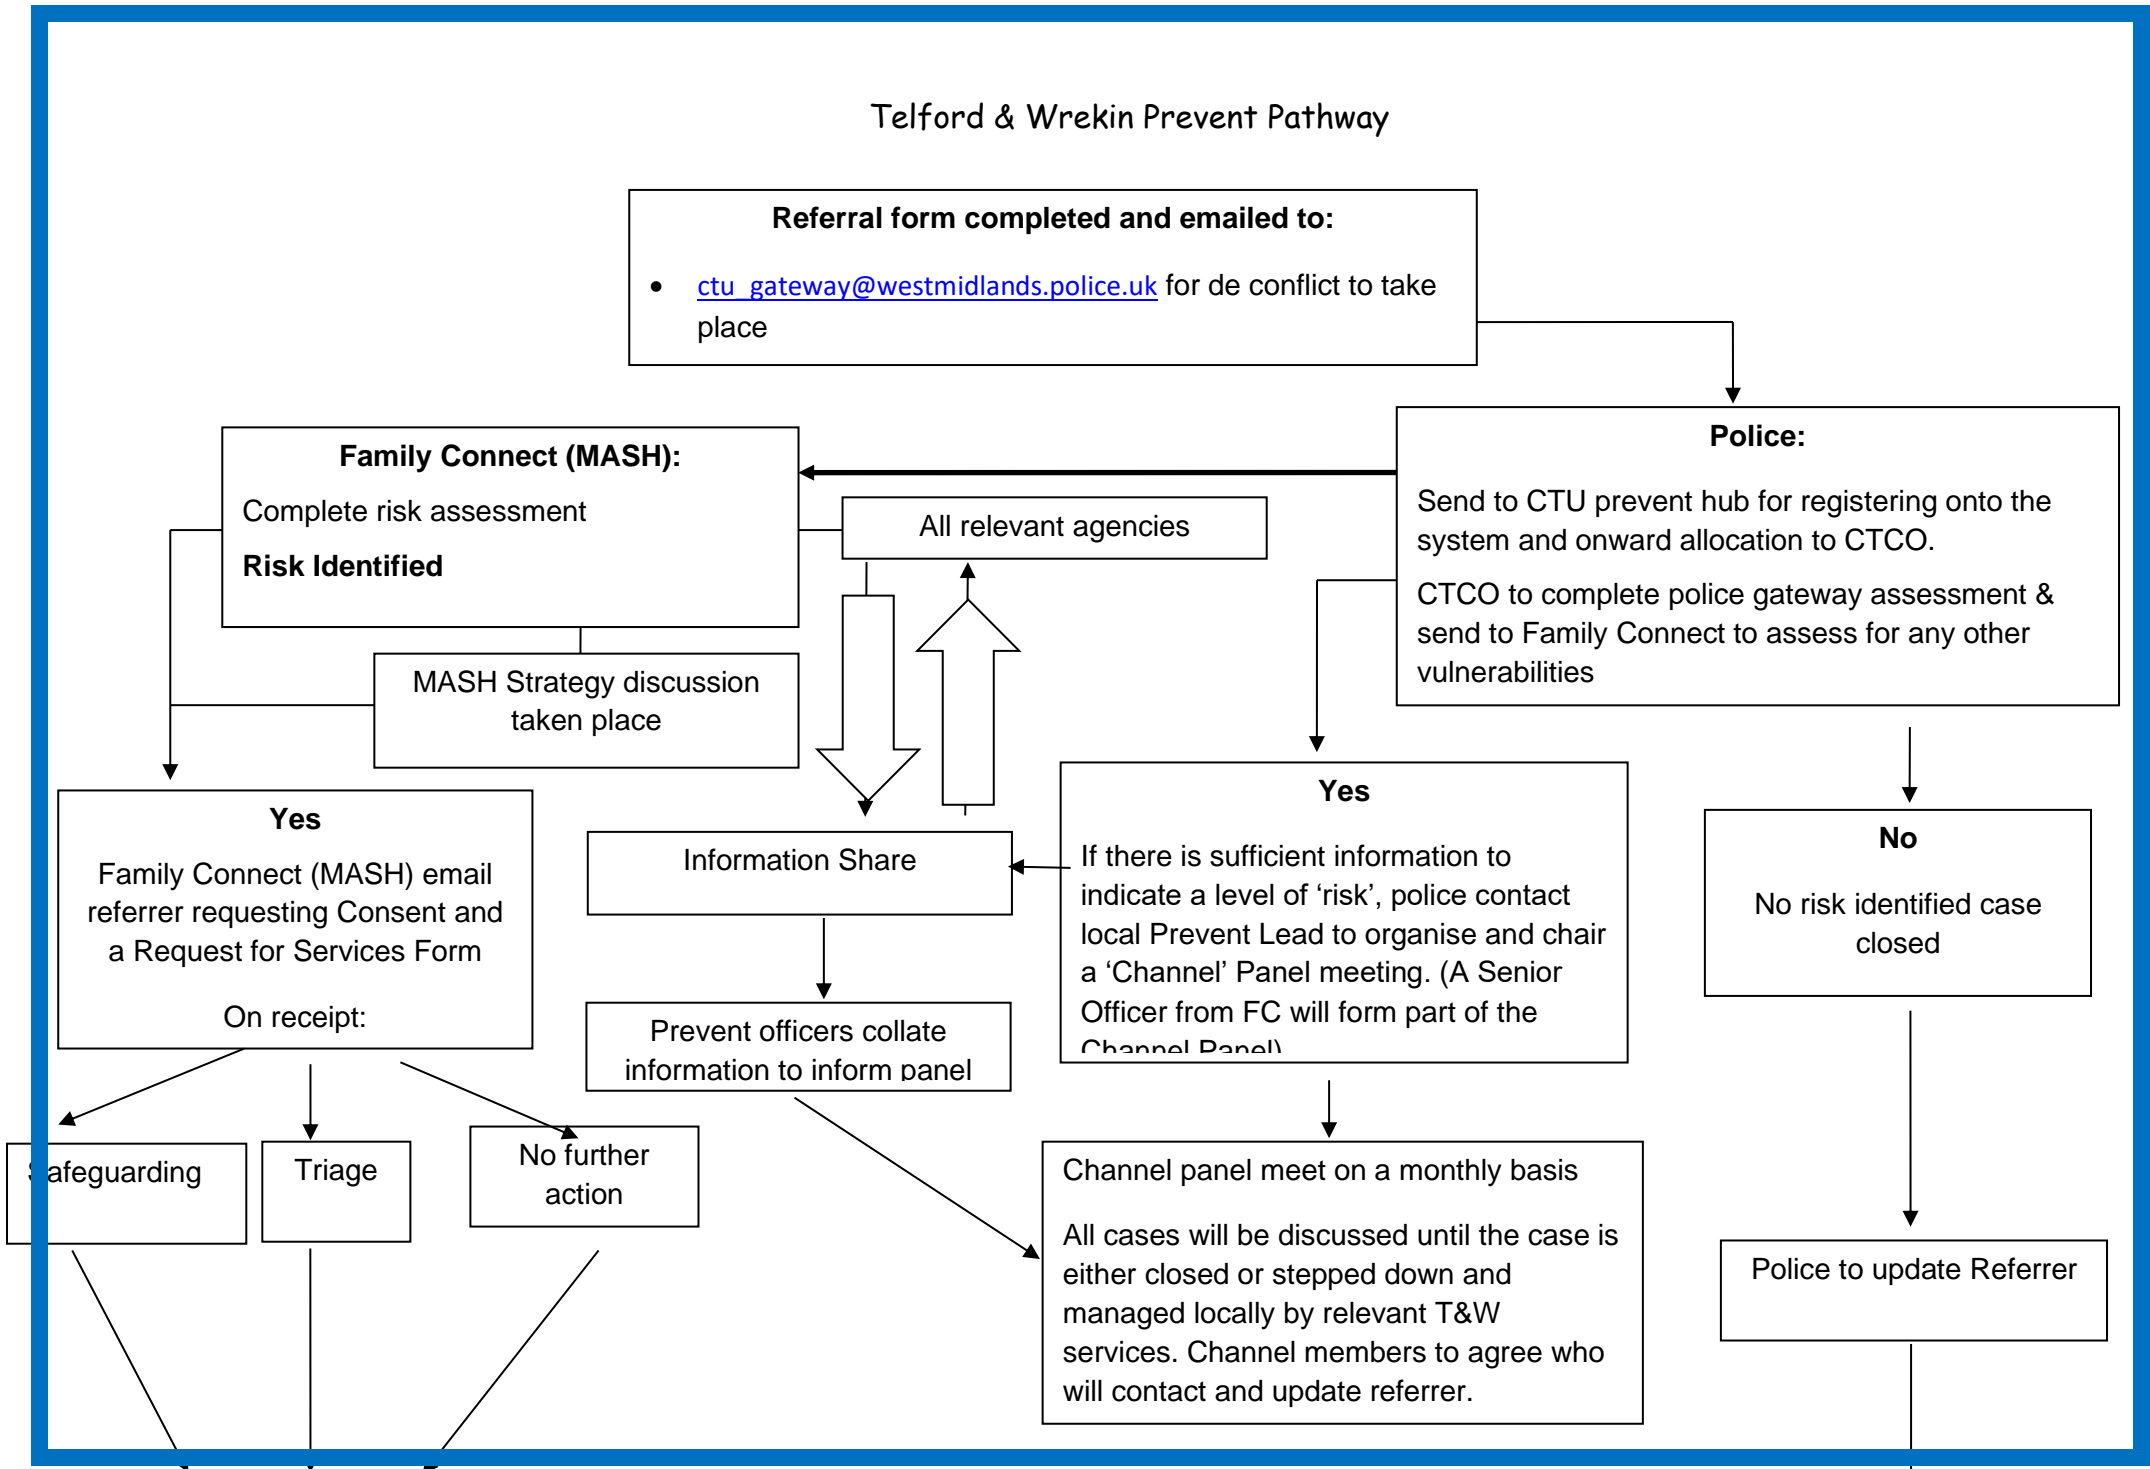 Telford & Wrekin Prevent Pathway
Referral form completed and emailed to:
• ctu_gateway@westmidlands.police.uk for de conflict to take
place
Family Connect (MASH):
Complete risk assessment
Risk Identified
All relevant agencies
Police:
Send to CTU prevent hub for registering onto the
system and onward allocation to CTCO.
CTCO to complete police gateway assessment &
send to Family Connect to assess for any other
vulnerabilities
MASH Strategy discussion
taken place
Yes
Family Connect (MASH) email
referrer requesting Consent and
a Request for Services Form
On receipt:
Information Share
Prevent officers collate
information to inform panel
Yes
If there is sufficient information to
indicate a level of ‘risk’, police contact
local Prevent Lead to organise and chair
a ‘Channel’ Panel meeting. (A Senior
Officer from FC will form part of the
Channel Panel)
No
No risk identified case
closed
Safeguarding
Triage
No further
action
Channel panel meet on a monthly basis
All cases will be discussed until the case is
either closed or stepped down and
managed locally by relevant T&W
services. Channel members to agree who
will contact and update referrer.
Police to update Referrer